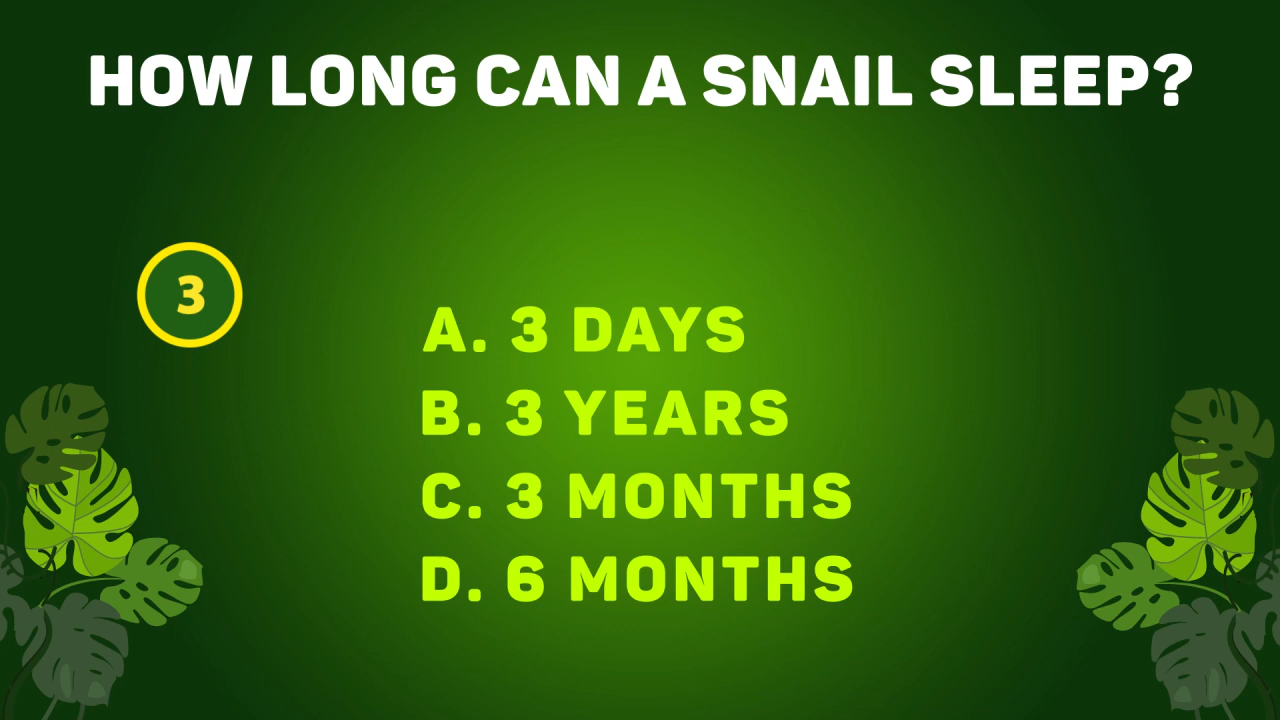 HOW LONG CAN A SNAIL SLEEP?
3
A. 3 DAYS
B. 3 YEARS
C. 3 MONTHS
D. 6 MONTHS